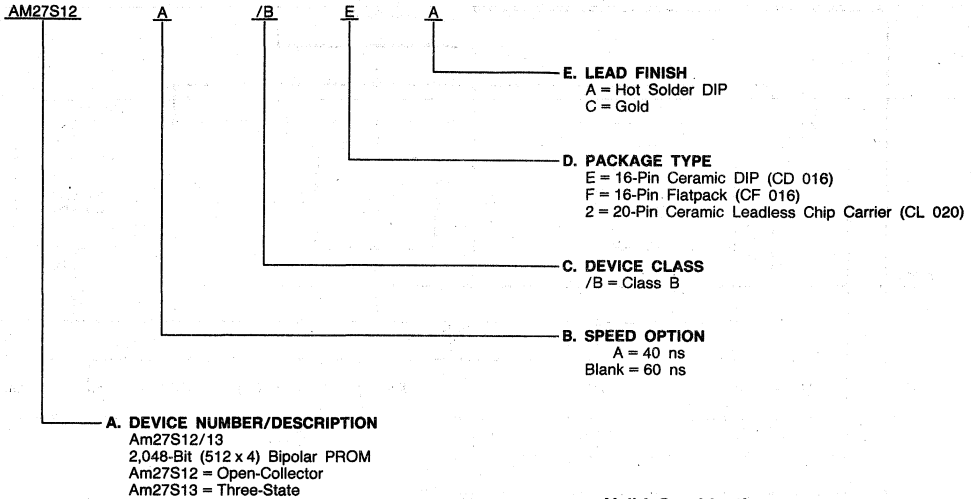 AM27S12 A /B E A
E. LEAD FINISH
A = Hot Solder DIP
C = Gold
D. PACKAGE TYPE
E = 16-Pin Ceramic DIP (CD 016)
F = 16-Pin Flatpack (CF 016)
2 = 20-Pin Ceramic Leadless Chip Carrier (CL 020)
C. DEVICE CLASS
/B = Class B
B. SPEED OPTION
A = 40 ns
Blank = 60 ns
A. DEVICE NUMBER/DESCRIPTION
Am27S12/13
2,048-Bit (512 x 4) Bipolar PROM
Am27S12 = Open-Collector
Am27S13 = Three-State